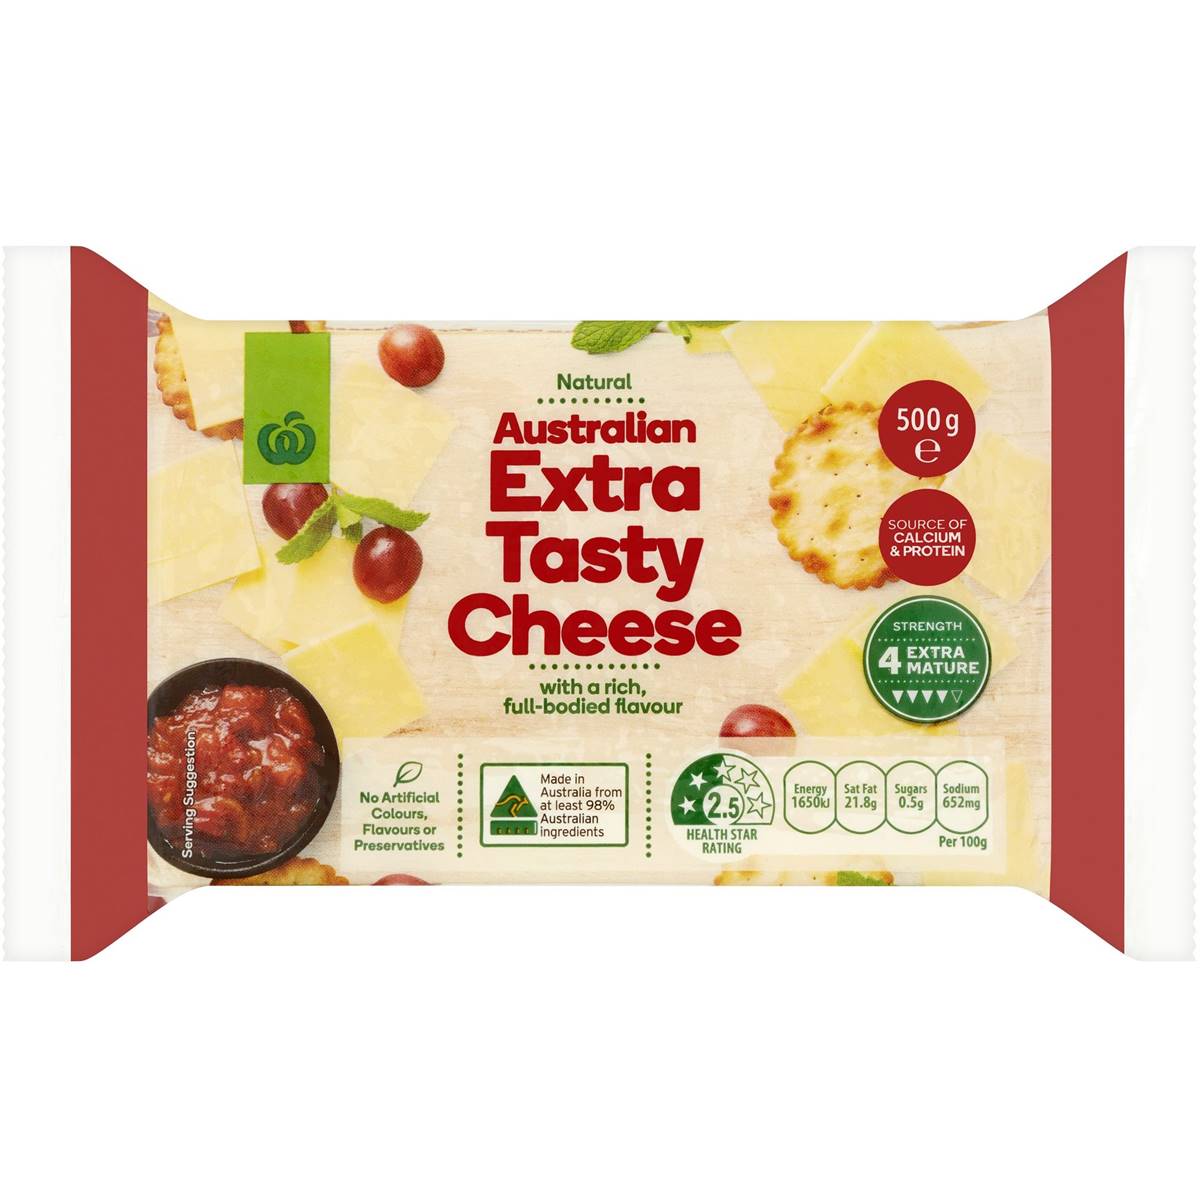 Natural
Australian
Extra
Tasty
Cheese
with a rich,
full-bodied flavour
500g
e
SOURCE OF
CALCIUM
& PROTEIN
STRENGTH
4 EXTRA
MATURE
Serving Suggestion
No Artificial
Colours,
Flavours or
Preservatives
Made in
Australia from
at least 98%
Australian
ingredients
2.5
HEALTH STAR
RATING
Energy
1650kJ
Sat Fat
21.8g
Sugars
0.5g
Sodium
652mg
Per 100g